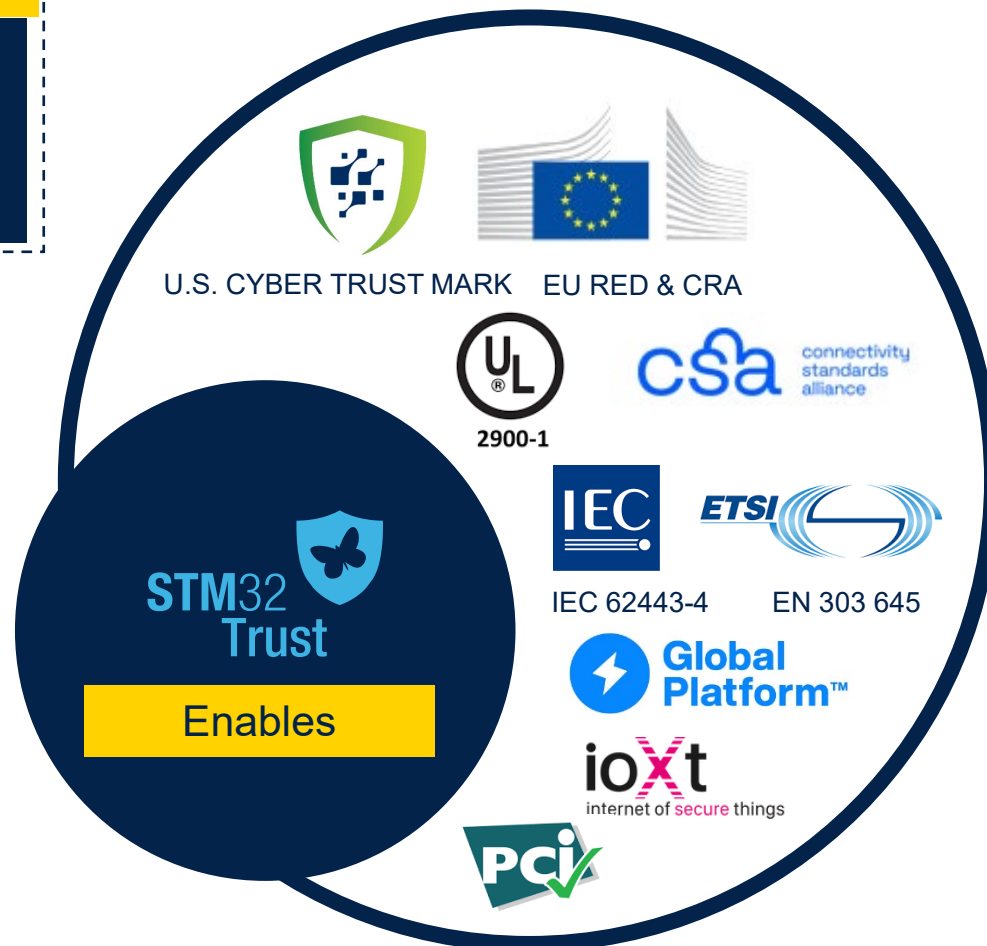 U.S. CYBER TRUST MARK
EU RED & CRA
UL
®
2900-1
csa
connectivity
standards
alliance
IEC
ETSI
IEC 62443-4
EN 303 645
STM32
Trust
Enables
Global
Platform™
ioxt
internet of secure things
PCi